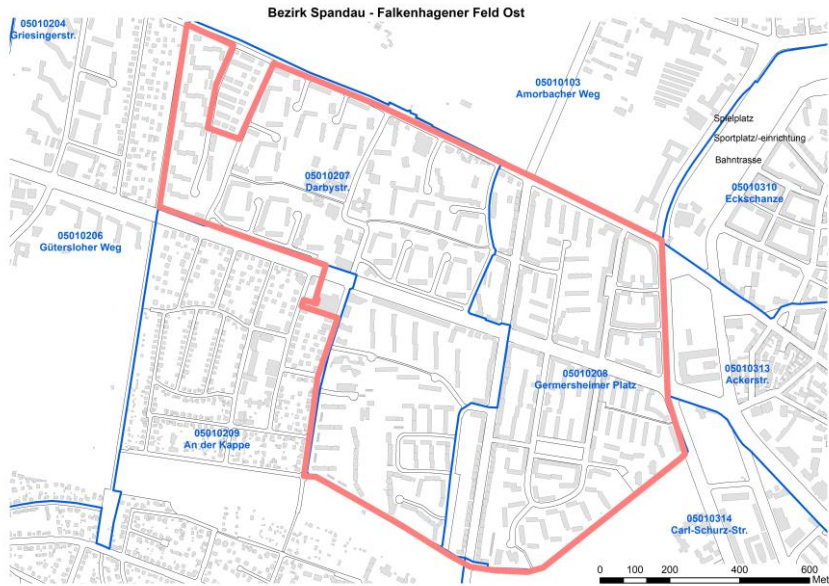 Bezirk Spandau - Falkenhagener Feld Ost
05010204
Griesingerstr.
05010103
Amorbacher Weg
Spielplatz
Sportplatz/-einrichtung
Bahntrasse
05010207
Darbystr.
05010310
Eckschanze
05010206
Gütersloher Weg
05010208
Germersheimer Platz
05010313
Ackerstr.
05010209
An der Kappe
05010314
Carl-Schurz-Str.
0 100 200 400 600
Met